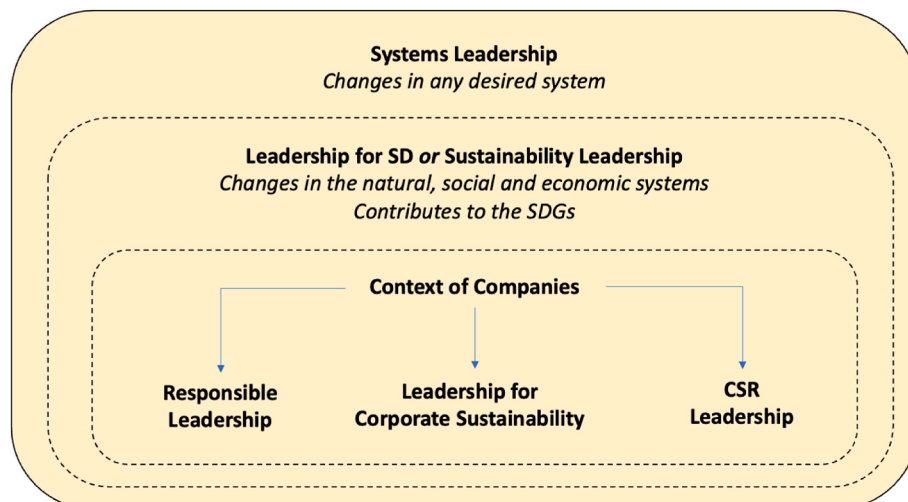 Systems Leadership
Changes in any desired system
Leadership for SD or Sustainability Leadership
Changes in the natural, social and economic systems
Contributes to the SDGs
Context of Companies
Responsible
Leadership
Leadership for
Corporate Sustainability
CSR
Leadership